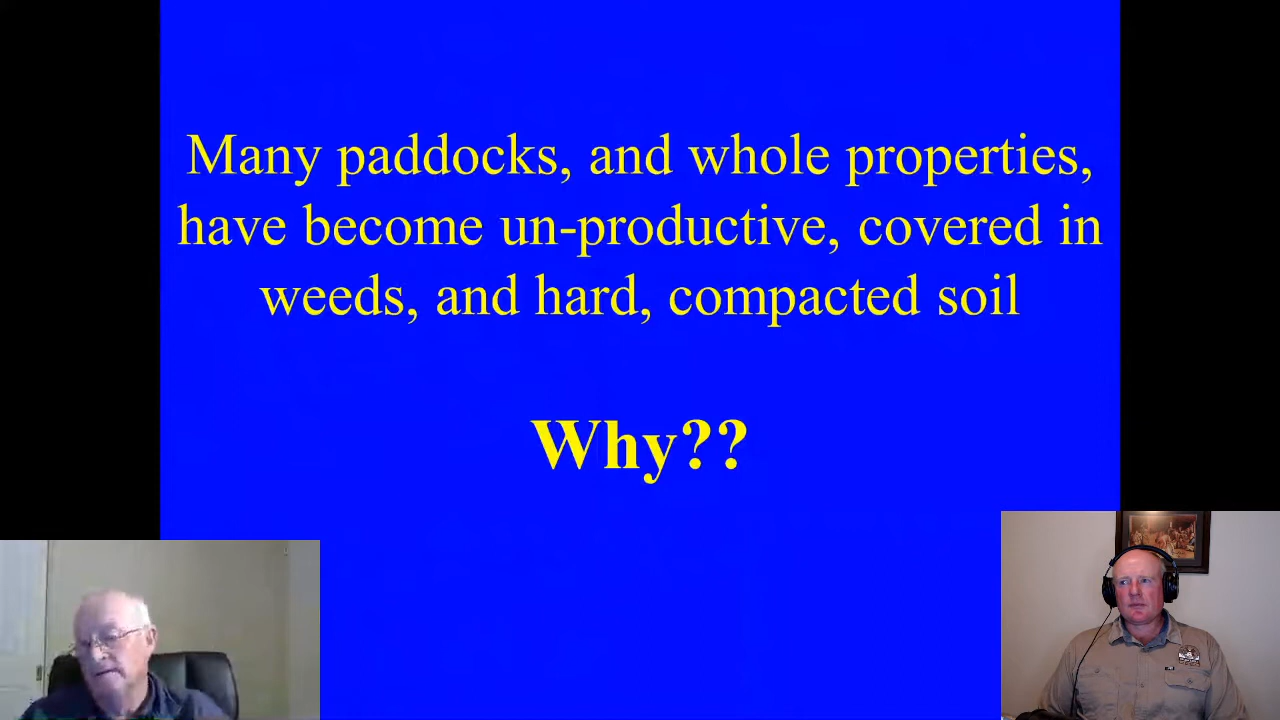 Many paddocks, and whole properties,
have become un-productive, covered in
weeds, and hard, compacted soil
Why??